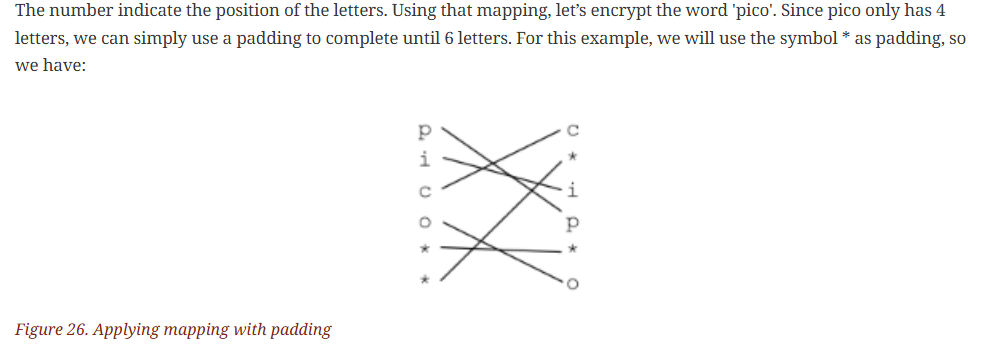 The number indicate the position of the letters. Using that mapping, let’s encrypt the word 'pico'. Since pico only has 4
letters, we can simply use a padding to complete until 6 letters. For this example, we will use the symbol * as padding, so
we have:
p c
i *
c i
o p
* *
* o
Figure 26. Applying mapping with padding